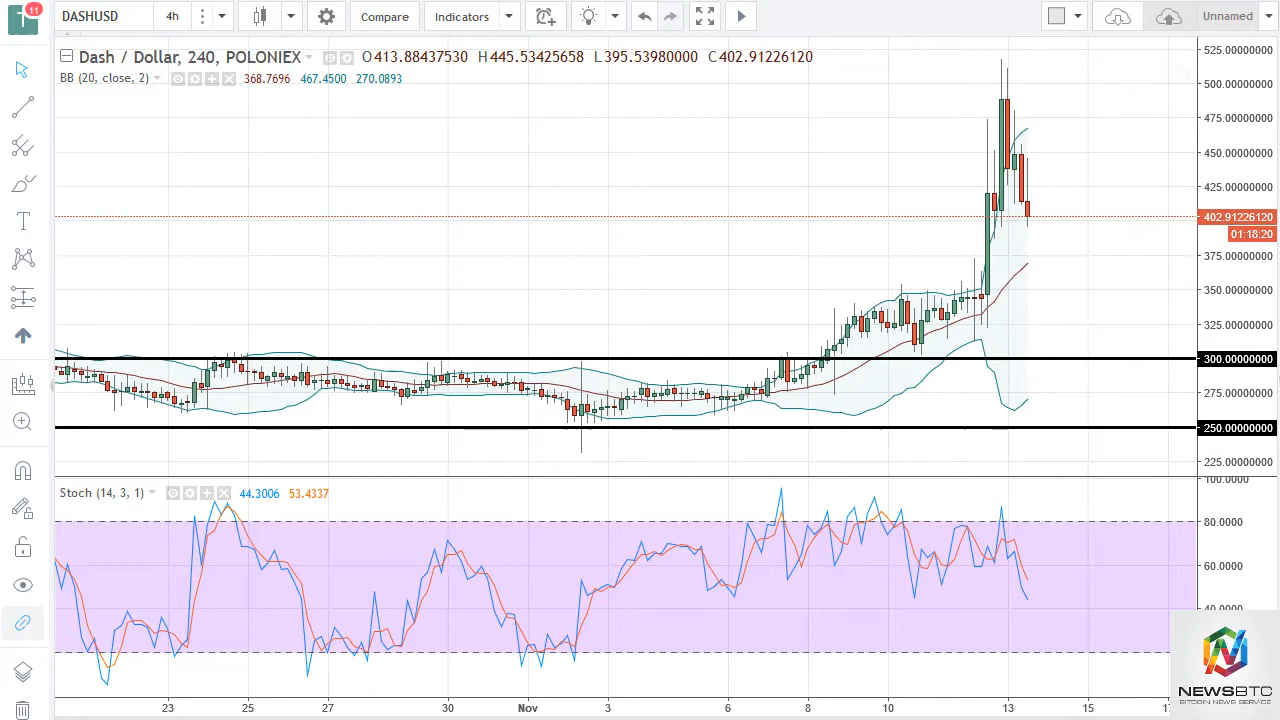 11
T
DASHUSD 4h Compare Indicators Unnamed
Dash / Dollar, 240, POLONIEX O413.88437530 H445.53425658 L395.53980000 C402.91226120
BB (20, close, 2) 368.7696 467.4500 270.0893
525.00000000
500.00000000
475.00000000
450.00000000
425.00000000
402.91226120
01:18:20
375.00000000
350.00000000
325.00000000
300.00000000
275.00000000
250.00000000
225.00000000
Stoch (14, 3, 1) 44.3006 53.4337
100.0000
80.0000
60.0000
40.0000
23 25 27 30 Nov 3 6 8 10 13 15 17
NEWSBTC
BITCOIN NEWS SERVICE